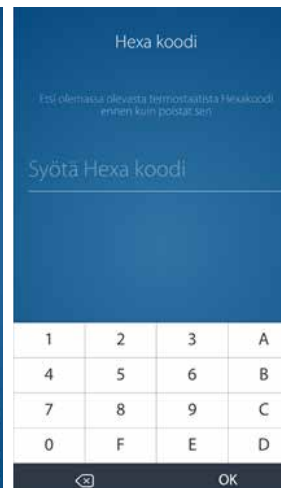 Hexa koodi
Etsi olemassa olevasta termostaatista Hexakoodi
ennen kuin poistat sen
Syötä Hexa koodi
1 2 3 A
4 5 6 B
7 8 9 C
0 F E D
OK